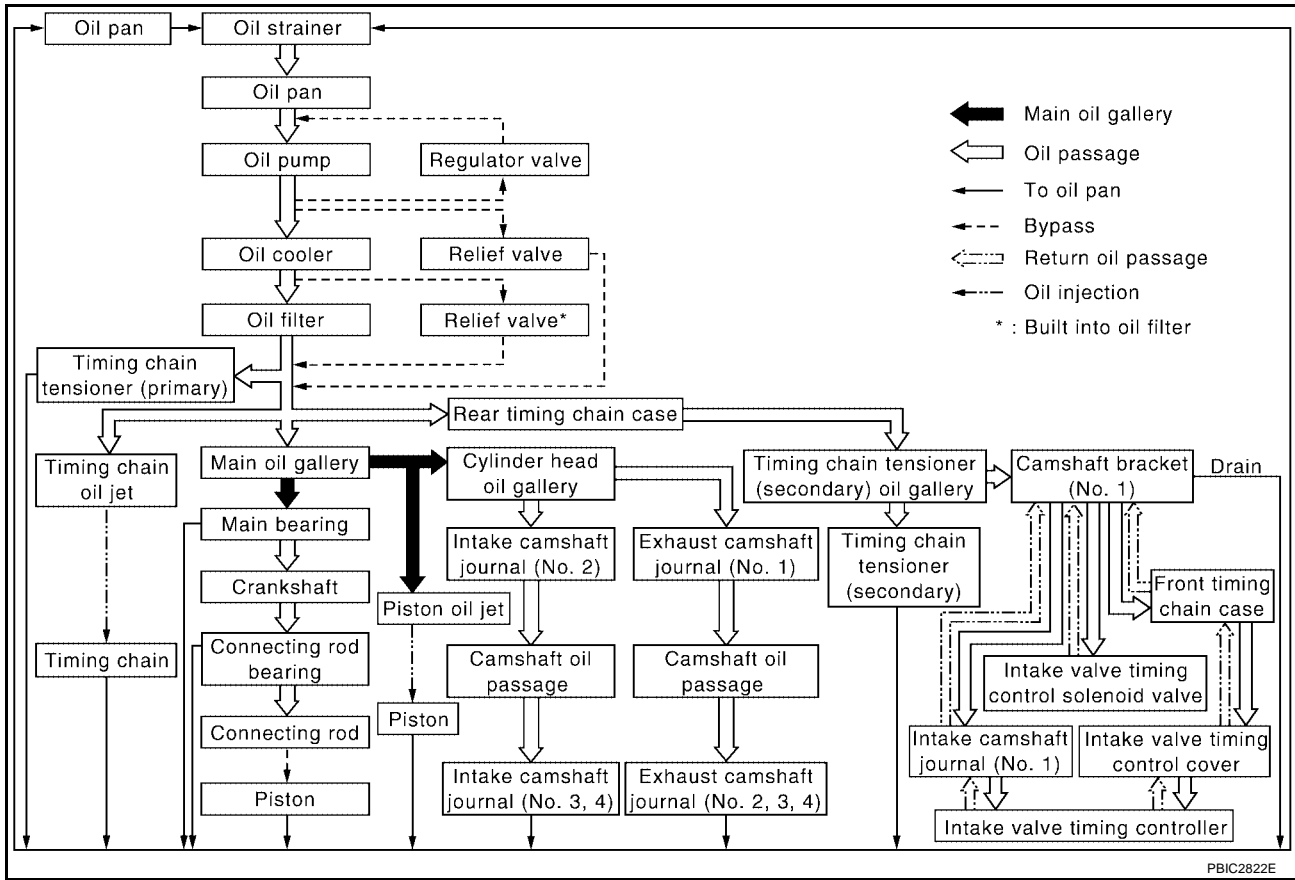 Oil pan
Oil strainer
Oil pan
Oil pump
Regulator valve
Oil cooler
Relief valve
Oil filter
Relief valve*
Main oil gallery
Oil passage
To oil pan
Bypass
Return oil passage
Oil injection
* : Built into oil filter
Timing chain
tensioner (primary)
Rear timing chain case
Timing chain
oil jet
Main oil gallery
Cylinder head
oil gallery
Timing chain tensioner
(secondary) oil gallery
Camshaft bracket
(No. 1)
Drain
Main bearing
Intake camshaft
journal (No. 2)
Exhaust camshaft
journal (No. 1)
Timing chain
tensioner
(secondary)
Crankshaft
Piston oil jet
Front timing
chain case
Timing chain
Connecting rod
bearing
Camshaft oil
passage
Camshaft oil
passage
Intake valve timing
control solenoid valve
Connecting rod
Piston
Intake camshaft
journal (No. 1)
Intake valve timing
control cover
Piston
Intake camshaft
journal (No. 3, 4)
Exhaust camshaft
journal (No. 2, 3, 4)
Intake valve timing controller
PBIC2822E